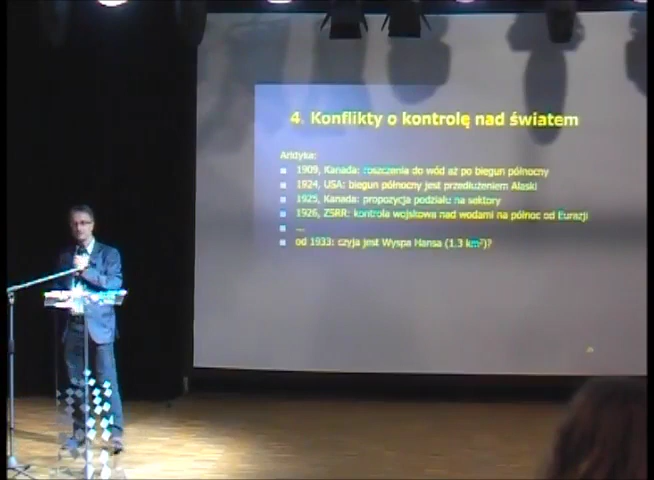 4. Konflikty o kontrolę nad światem
Arktyka:
1909, Kanada: roszczenia do wód aż po biegun północny
1924, USA: biegun północny jest przedłużeniem Alaski
1925, Kanada: propozycja podziału na sektory
1926, ZSRR: kontrola wojskowa nad wodami na północ od Eurazji
...
od 1933: czyja jest Wyspa Hansa (1.3 km²)?